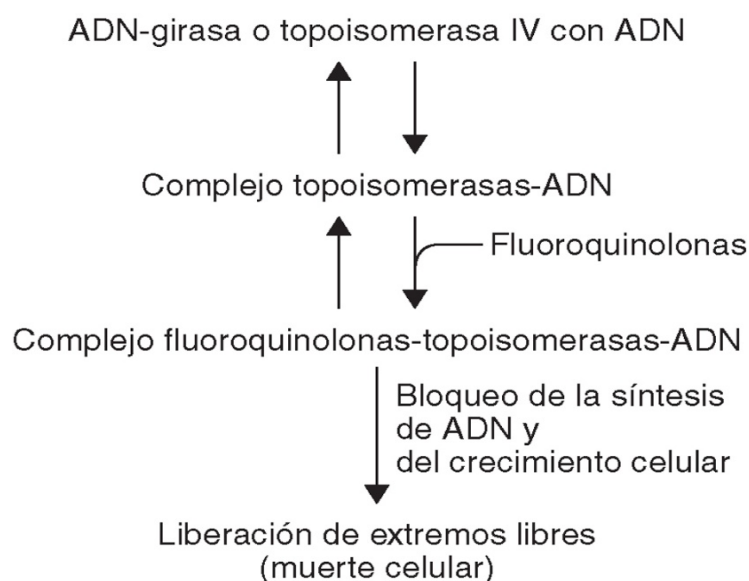 ADN-girasa o topoisomerasa IV con ADN
Complejo topoisomerasas-ADN
Fluoroquinolonas
Complejo fluoroquinolonas-topoisomerasas-ADN
Bloqueo de la síntesis
de ADN y
del crecimiento celular
Liberación de extremos libres
(muerte celular)